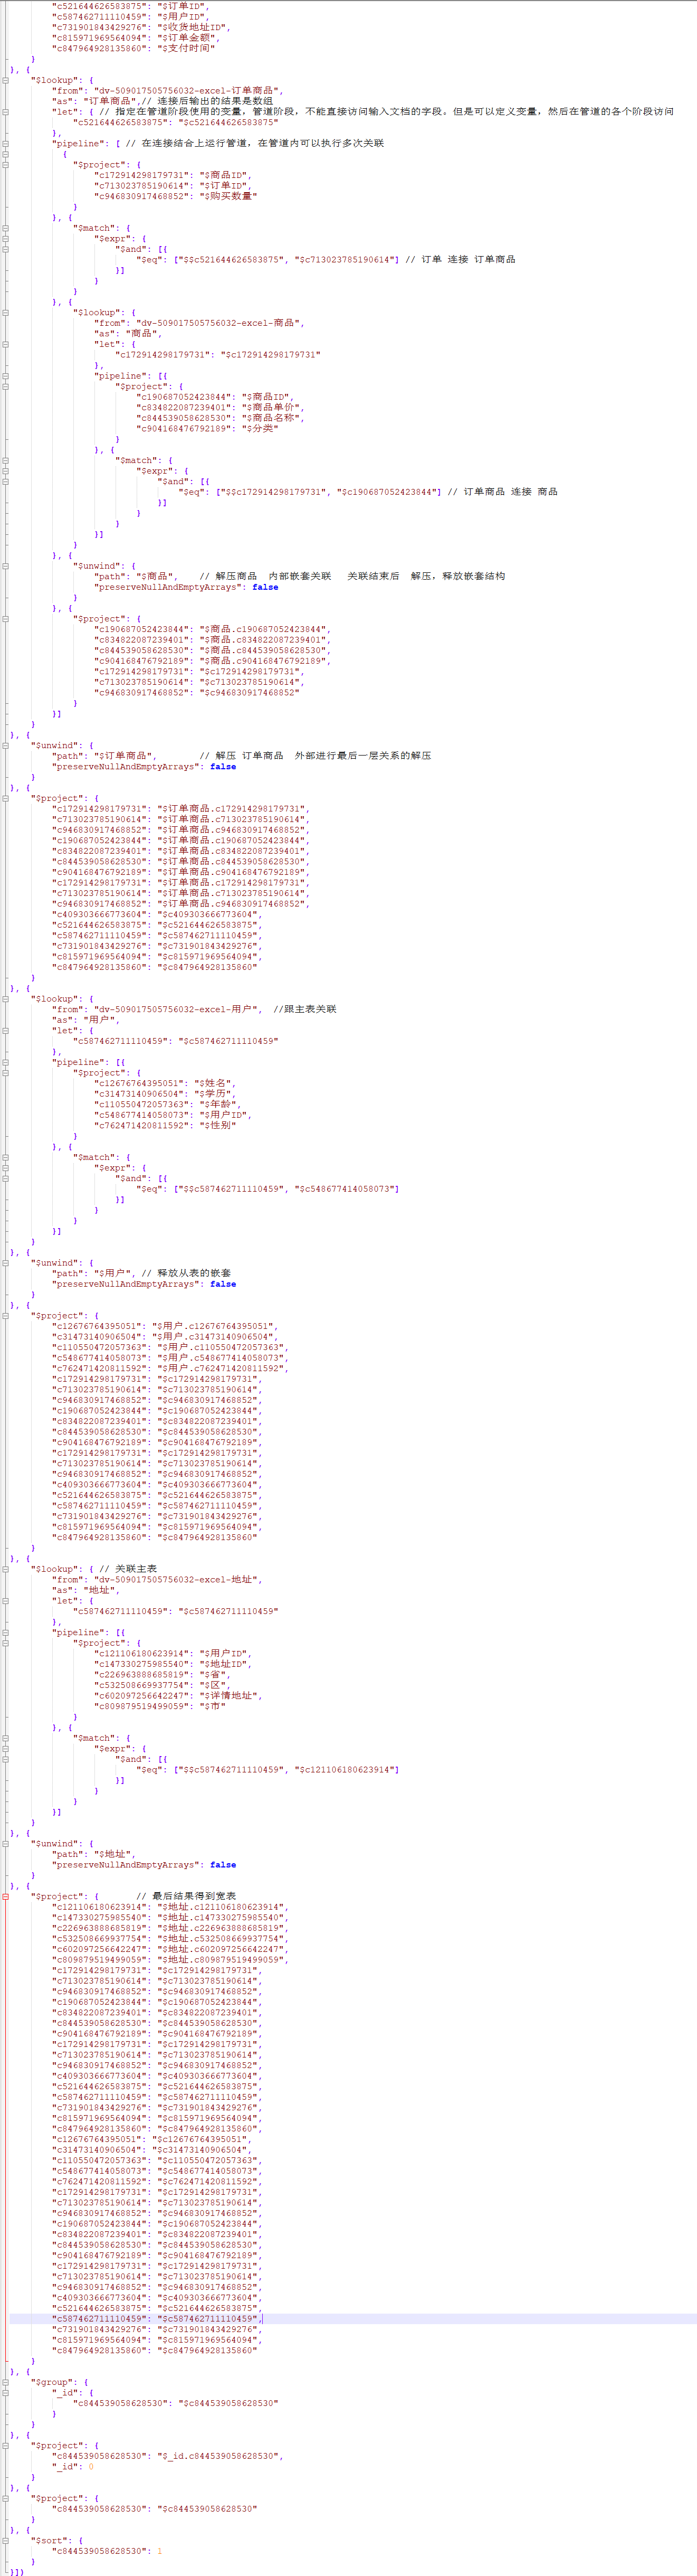 "c521644626583875": "$订单ID",
"c587462711110459": "$用户ID",
"c731901843429276": "$收货地址ID",
"c815971969564094": "$订单金额",
"c847964928135860": "$支付时间"
}
}, {
"$lookup": {
"from": "dv-509017505756032-excel-订单商品",
"as": "订单商品",// 连接后输出的结果是数组
"let": { // 指定在管道阶段使用的变量，管道阶段，不能直接访问输入文档的字段。但是可以定义变量，然后在管道的各个阶段访问
"c521644626583875": "$c521644626583875"
},
"pipeline": [ // 在连接结合上运行管道，在管道内可以执行多次关联
{
"$project": {
"c172914298179731": "$商品ID",
"c713023785190614": "$订单ID",
"c946830917468852": "$购买数量"
}
}, {
"$match": {
"$expr": {
"$and": [{
"$eq": ["$$c521644626583875", "$c713023785190614"] // 订单 连接 订单商品
}]
}
}
}, {
"$lookup": {
"from": "dv-509017505756032-excel-商品",
"as": "商品",
"let": {
"c172914298179731": "$c172914298179731"
},
"pipeline": [{
"$project": {
"c190687052423844": "$商品ID",
"c834822087239401": "$商品单价",
"c844539058628530": "$商品名称",
"c904168476792189": "$分类"
}
}, {
"$match": {
"$expr": {
"$and": [{
"$eq": ["$$c172914298179731", "$c190687052423844"] // 订单商品 连接 商品
}]
}
}
}]
}
}, {
"$unwind": {
"path": "$商品", // 解压商品 内部嵌套关联 关联结束后 解压，释放嵌套结构
"preserveNullAndEmptyArrays": false
}
}, {
"$project": {
"c190687052423844": "$商品.c190687052423844",
"c834822087239401": "$商品.c834822087239401",
"c844539058628530": "$商品.c844539058628530",
"c904168476792189": "$商品.c904168476792189",
"c172914298179731": "$c172914298179731",
"c713023785190614": "$c713023785190614",
"c946830917468852": "$c946830917468852"
}
}]
}
}, {
"$unwind": {
"path": "$订单商品", // 解压 订单商品 外部进行最后一层关系的解压
"preserveNullAndEmptyArrays": false
}
}, {
"$project": {
"c172914298179731": "$订单商品.c172914298179731",
"c713023785190614": "$订单商品.c713023785190614",
"c946830917468852": "$订单商品.c946830917468852",
"c190687052423844": "$订单商品.c190687052423844",
"c834822087239401": "$订单商品.c834822087239401",
"c844539058628530": "$订单商品.c844539058628530",
"c904168476792189": "$订单商品.c904168476792189",
"c172914298179731": "$订单商品.c172914298179731",
"c713023785190614": "$订单商品.c713023785190614",
"c946830917468852": "$订单商品.c946830917468852",
"c409303666773604": "$c409303666773604",
"c521644626583875": "$c521644626583875",
"c587462711110459": "$c587462711110459",
"c731901843429276": "$c731901843429276",
"c815971969564094": "$c815971969564094",
"c847964928135860": "$c847964928135860"
}
}, {
"$lookup": {
"from": "dv-509017505756032-excel-用户", //跟主表关联
"as": "用户",
"let": {
"c587462711110459": "$c587462711110459"
},
"pipeline": [{
"$project": {
"c12676764395051": "$姓名",
"c31473140906504": "$学历",
"c110550472057363": "$年龄",
"c548677414058073": "$用户ID",
"c762471420811592": "$性别"
}
}, {
"$match": {
"$expr": {
"$and": [{
"$eq": ["$$c587462711110459", "$c548677414058073"]
}]
}
}
}]
}
}, {
"$unwind": {
"path": "$用户", // 释放从表的嵌套
"preserveNullAndEmptyArrays": false
}
}, {
"$project": {
"c12676764395051": "$用户.c12676764395051",
"c31473140906504": "$用户.c31473140906504",
"c110550472057363": "$用户.c110550472057363",
"c548677414058073": "$用户.c548677414058073",
"c762471420811592": "$用户.c762471420811592",
"c172914298179731": "$c172914298179731",
"c713023785190614": "$c713023785190614",
"c946830917468852": "$c946830917468852",
"c190687052423844": "$c190687052423844",
"c834822087239401": "$c834822087239401",
"c844539058628530": "$c844539058628530",
"c904168476792189": "$c904168476792189",
"c172914298179731": "$c172914298179731",
"c713023785190614": "$c713023785190614",
"c946830917468852": "$c946830917468852",
"c409303666773604": "$c409303666773604",
"c521644626583875": "$c521644626583875",
"c587462711110459": "$c587462711110459",
"c731901843429276": "$c731901843429276",
"c815971969564094": "$c815971969564094",
"c847964928135860": "$c847964928135860"
}
}, {
"$lookup": { // 关联主表
"from": "dv-509017505756032-excel-地址",
"as": "地址",
"let": {
"c587462711110459": "$c587462711110459"
},
"pipeline": [{
"$project": {
"c121106180623914": "$用户ID",
"c147330275985540": "$地址ID",
"c226963888685819": "$省",
"c532508669937754": "$区",
"c602097256642247": "$详情地址",
"c809879519499059": "$市"
}
}, {
"$match": {
"$expr": {
"$and": [{
"$eq": ["$$c587462711110459", "$c121106180623914"]
}]
}
}
}]
}
}, {
"$unwind": {
"path": "$地址",
"preserveNullAndEmptyArrays": false
}
}, {
"$project": { // 最后结果得到宽表
"c121106180623914": "$地址.c121106180623914",
"c147330275985540": "$地址.c147330275985540",
"c226963888685819": "$地址.c226963888685819",
"c532508669937754": "$地址.c532508669937754",
"c602097256642247": "$地址.c602097256642247",
"c809879519499059": "$地址.c809879519499059",
"c172914298179731": "$c172914298179731",
"c713023785190614": "$c713023785190614",
"c946830917468852": "$c946830917468852",
"c190687052423844": "$c190687052423844",
"c834822087239401": "$c834822087239401",
"c844539058628530": "$c844539058628530",
"c904168476792189": "$c904168476792189",
"c172914298179731": "$c172914298179731",
"c713023785190614": "$c713023785190614",
"c946830917468852": "$c946830917468852",
"c409303666773604": "$c409303666773604",
"c521644626583875": "$c521644626583875",
"c587462711110459": "$c587462711110459",
"c731901843429276": "$c731901843429276",
"c815971969564094": "$c815971969564094",
"c847964928135860": "$c847964928135860",
"c12676764395051": "$c12676764395051",
"c31473140906504": "$c31473140906504",
"c110550472057363": "$c110550472057363",
"c548677414058073": "$c548677414058073",
"c762471420811592": "$c762471420811592",
"c172914298179731": "$c172914298179731",
"c713023785190614": "$c713023785190614",
"c946830917468852": "$c946830917468852",
"c190687052423844": "$c190687052423844",
"c834822087239401": "$c834822087239401",
"c844539058628530": "$c844539058628530",
"c904168476792189": "$c904168476792189",
"c172914298179731": "$c172914298179731",
"c713023785190614": "$c713023785190614",
"c946830917468852": "$c946830917468852",
"c409303666773604": "$c409303666773604",
"c521644626583875": "$c521644626583875",
"c587462711110459": "$c587462711110459",
"c731901843429276": "$c731901843429276",
"c815971969564094": "$c815971969564094",
"c847964928135860": "$c847964928135860"
}
}, {
"$group": {
"_id": {
"c844539058628530": "$c844539058628530"
}
}
}, {
"$project": {
"c844539058628530": "$_id.c844539058628530",
"_id": 0
}
}, {
"$project": {
"c844539058628530": "$c844539058628530"
}
}, {
"$sort": {
"c844539058628530": 1
}
}]}